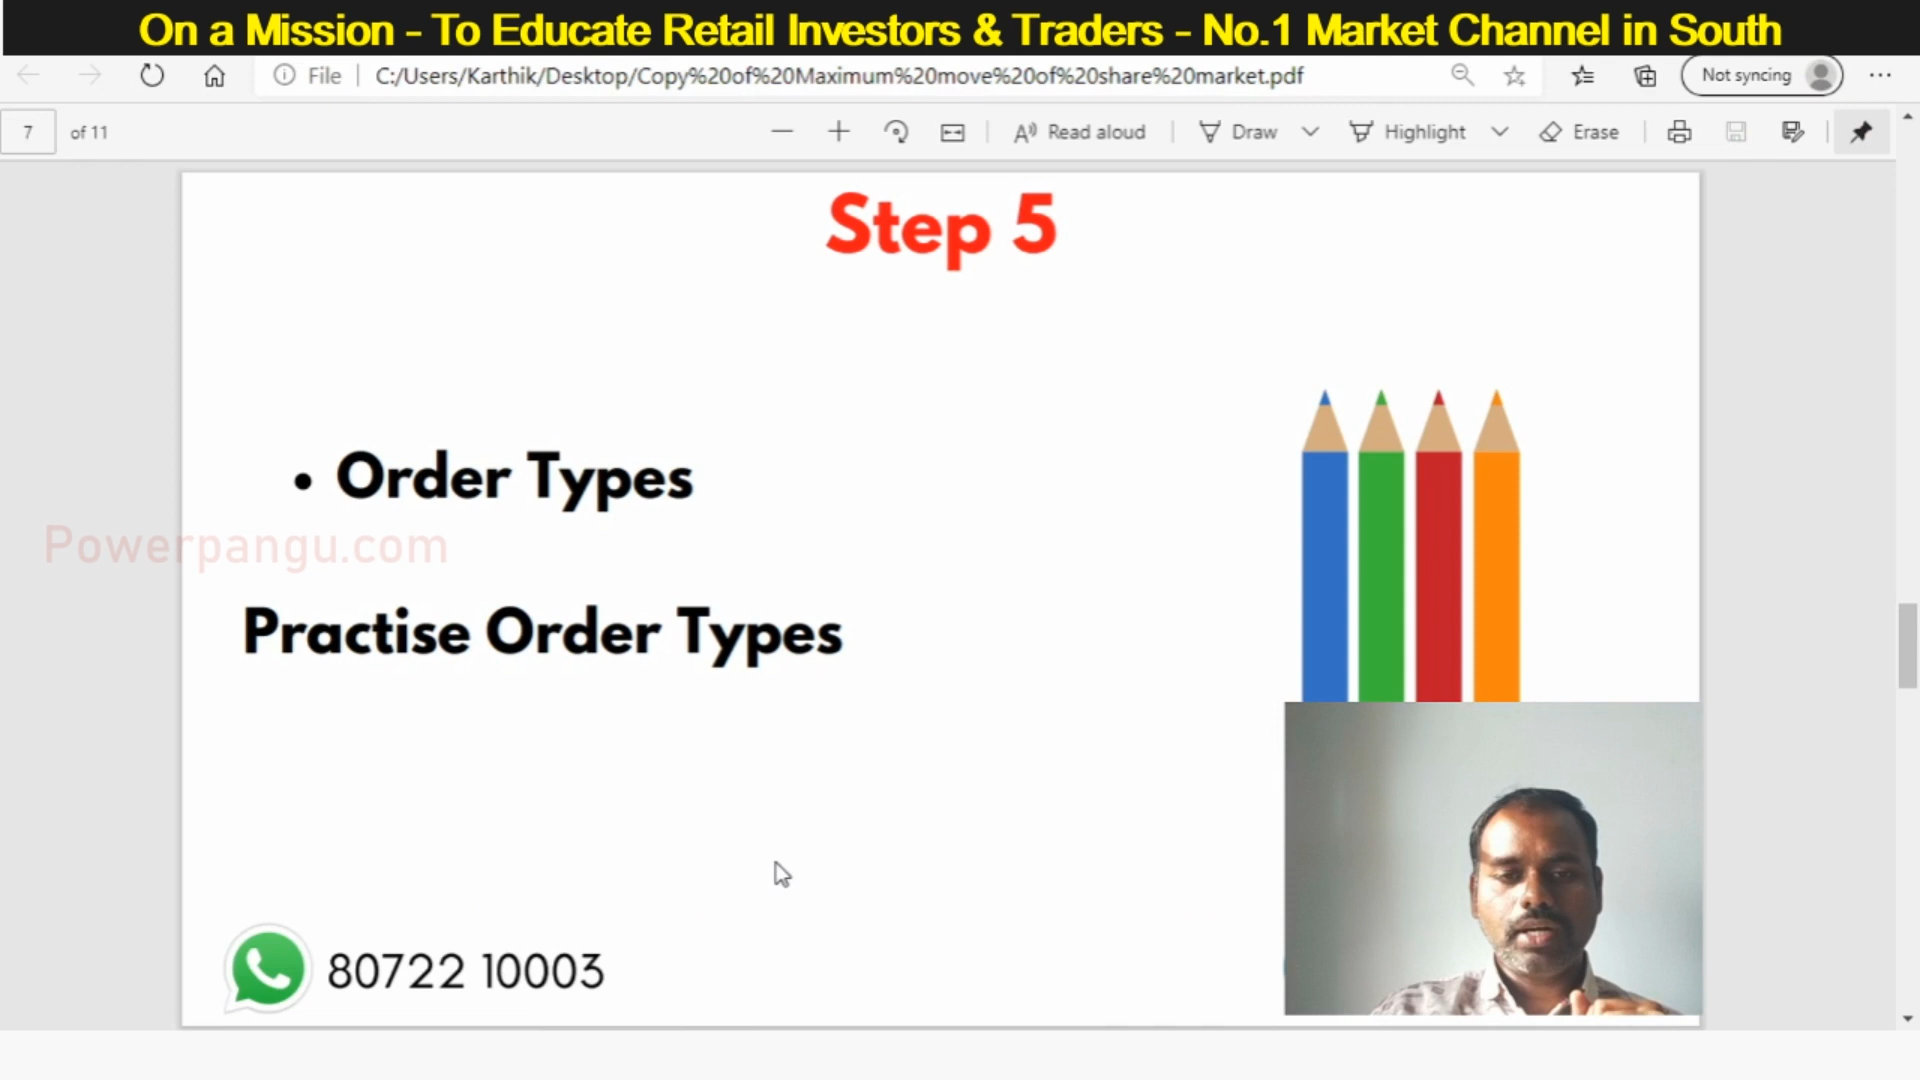 On a Mission - To Educate Retail Investors & Traders - No.1 Market Channel in South
File | C:/Users/Karthik/Desktop/Copy%20of%20Maximum%20move%20of%20share%20market.pdf
Not syncing
7 of 11
Read aloud
Draw
Highlight
Erase
Step 5
• Order Types
Powerpangu.com
Practise Order Types
80722 10003